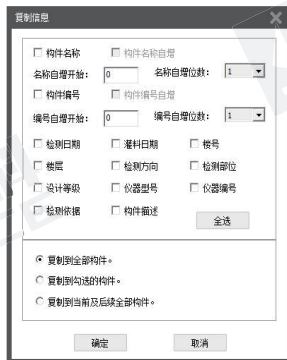 复制信息
构件名称 构件名称自增
名称自增开始: 0 名称自增位数: 1
构件编号 构件编号自增
编号自增开始: 0 编号自增位数: 1
检测日期 灌料日期 楼号
楼层 检测方向 检测部位
设计等级 仪器型号 仪器编号
检测依据 构件描述
全选
复制到全部构件。
复制到勾选的构件。
复制到当前及后续全部构件。
确定 取消